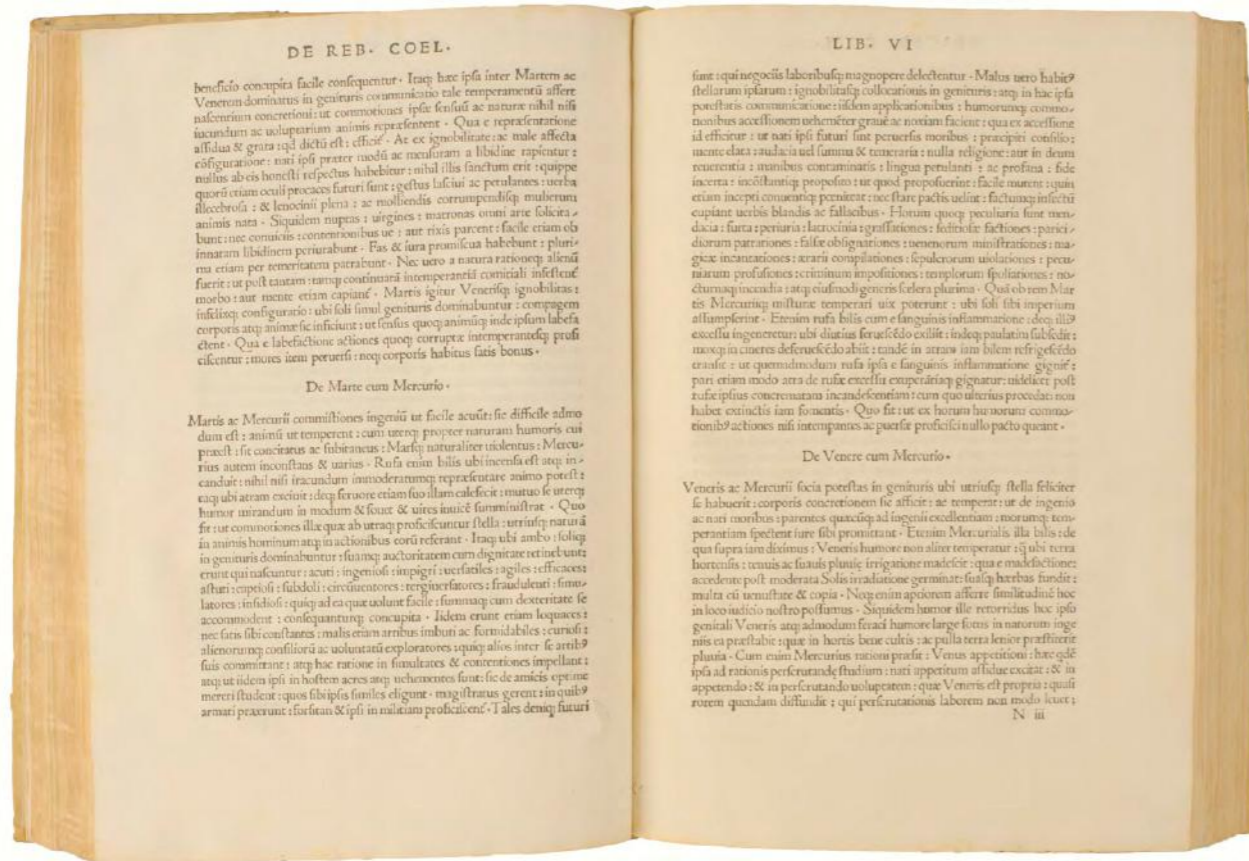 DE REB. COEL.
beneficio concupita facile consequentur. Itaq; hæc ipsa inter Martem ac
Venerem dominatus in genituris communicatio tale temperamentū affert
nascentium concretioni: ut commotiones ipsæ sensuū ac naturæ nihil nisi
iucundum ac uoluptarium animis repræsentent. Qua e repræsentatione
assidua & grata: qd dictū est: efficit͛. At ex ignobilitate: ac male affecta
cōfiguratione: nati ipsi præter modū ac mensuram a libidine rapientur:
nullus ab eis honesti respectus habebitur: nihil illis sanctum erit: quippe
quorū etiam oculi procaces futuri sunt: gestus lasciui ac petulantes: uerba
illecebrosa: & lenocinii plena: ac molliendis corrumpendisq; mulierum
animis nata. Siquidem nuptas: uirgines: matronas omni arte solicita-
bunt: nec conuiciis: contentionibus ue: aut rixis parcent: facile etiam ob
innatam libidinem periurabunt. Fas & iura promiscua habebunt: pluri-
ma etiam per temeritatem patrabunt. Nec uero a natura rationeq; alienū
fuerit: ut post tantam: tamq; continuatā intemperantiā comitiali infestent͛
morbo: aut mente etiam capiant͛. Martis igitur Venerisq; ignobilitas:
infelixq; configuratio: ubi soli simul genituris dominabuntur: compagem
corporis atq; animæ sic inficiunt: ut sensus quoq; animūq; inde ipsum labefa
ctent. Qua e labefactione actiones quoq; corruptæ intemperantesq; profi
ciscentur: mores item peruersi: neq; corporis habitus satis bonus.
De Marte cum Mercurio.
Martis ac Mercurii commistiones ingeniū ut facile acuūt: sic difficile admo
dum est: animū ut temperent: cum uterq; propter naturam humoris cui
præest: sit concitatus ac subitaneus: Marsq; naturaliter uiolentus: Mercu-
rius autem inconstans & uarius. Rufa enim bilis ubi incensa est atq; in-
canduit: nihil nisi iracundum immoderatumq; repræsentare animo potest:
eaq; ubi atram exciuit: deq; feruore etiam suo illam calefecit: mutuo se uterq;
humor mirandum in modum & fouet & uires inuicē sumministrat. Quo
fit: ut commotiones illæ quæ ab utraq; proficiscuntur stella: utriusq; naturā
in animis hominum atq; in actionibus eorū referant. Itaq; ubi ambo: soliq;
in genituris dominabuntur: suamq; auctoritatem cum dignitate retinebunt:
erunt qui nascuntur: acuti: ingeniosi: impigri: uersatiles: agiles: efficaces:
astuti: captiosi: subdoli: circūuentores: tergiuersatores: fraudulenti: simu-
latores: insidiosi: quiq; ad ea quæ uolunt facile: summaq; cum dexteritate se
accommodent: consequanturq; concupita. Iidem erunt etiam loquaces:
nec satis sibi constantes: malis etiam artibus imbuti ac formidabiles: curiosi:
alienorumq; consiliorū ac uoluntatū exploratores: quiq; alios inter se artibꝰ
suis committant: atq; hac ratione in simultates & contentiones impellant:
atq; ut iidem ipsi in hostem acres atq; uehementes sunt: sic de amicis optime
mereri student: quos sibi ipsis similes eligunt. magistratus gerent: in quibꝰ
armati præerunt: forsitan & ipsi in militiam proficiscent͛. Tales deniq; futuri
LIB. VI
sunt: qui negociis laboribusq; magnopere delectentur. Malus uero habitꝰ
stellarum ipsarum: ignobilitasq; collocationis in genituris: atq; in hac ipsa
potestatis communicatione: iisdem applicationibus: humorumq; commo-
tionibus accessionem uehemēter grauē ac noxiam facient: qua ex accessione
id efficitur: ut nati ipsi futuri sint peruersis moribus: præcipiti consilio:
mente elata: audacia uel summa & temeraria: nulla religione: aut in deum
reuerentia: manibus contaminatis: lingua petulanti: ac profana: fide
incerta: incōstantiq; proposito: ut quod proposuerint: facile mutent: quin
etiam incepti conuentiq; pœniteat: nec stare pactis uelint: factumq; infectū
cupiant uerbis blandis ac fallacibus. Horum quoq; peculiaria sunt men-
dacia: furta: periuria: latrocinia: grassationes: seditiosæ factiones: parici-
diorum patrationes: falsæ obsignationes: uenenorum ministrationes: ma-
gicæ incantationes: ærarii compilationes: sepulcrorum uiolationes: pecu-
niarum profusiones: criminum impositiones: templorum spoliationes: no-
cturnaq; incendia: atq; eiusmodi generis scelera plurima. Quā ob rem Mar
tis Mercuriiq; misturæ temperari uix poterunt: ubi soli sibi imperium
assumpserint. Etenim rufa bilis cum e sanguinis inflammatione: deq; illiꝰ
excessu ingeneretur: ubi diutius feruescēdo exiliit: indeq; paulatim subsedit:
moxq; in cineres deferuescēdo abiit: tandē in atram iam bilem refrigescēdo
transit: ut quemadmodum rufa ipsa e sanguinis inflammatione gignit͛:
pari etiam modo atra de rufæ excessu exuperātiaq; gignatur: uidelicet post
rufæ ipsius concrematam incandescentiam: cum quo ulterius procedat: non
habet extinctis iam fomentis. Quo fit: ut ex horum humorum commo-
tionibꝰ actiones nisi intemperantes ac peruersæ proficisci nullo pacto queant.
De Venere cum Mercurio.
Veneris ac Mercurii socia potestas in genituris ubi utriusq; stella feliciter
se habuerit: corporis concretionem sic afficit: ac temperat: ut de ingenio
ac nati moribus: parentes quæcūq; ad ingenii excellentiam: morumq; tem-
perantiam spectent iure sibi promittant. Etenim Mercurialis illa bilis: de
qua supra iam diximus: Veneris humore non aliter temperatur: q̄ ubi terra
hortensis: tenuis ac suauis pluuiæ irrigatione madescit: qua e madefactione:
accedente post moderata Solis irradiatione germinat: suasq; hærbas fundit:
multa cū uenustate & copia. Neq; enim aptiorem afferre similitudinē hoc
in loco iudicio nostro possumus. Siquidem humor ille retorridus hoc ipso
genitali Veneris atq; admodum feraci humore large fotus in natorum inge
niis ea præstabit: quæ in hortis bene cultis: ac pulla terra lenior præstiterit
pluuia. Cum enim Mercurius rationi præsit: Venus appetitioni: hæc qdē
ipsa ad rationis perscrutandæ studium: nati appetitum assidue excitat: & in
appetendo: & in perscrutando uoluptatem: quæ Veneris est propria: quasi
rorem quendam diffundit: qui perscrutationis laborem non modo leuet:
N iii